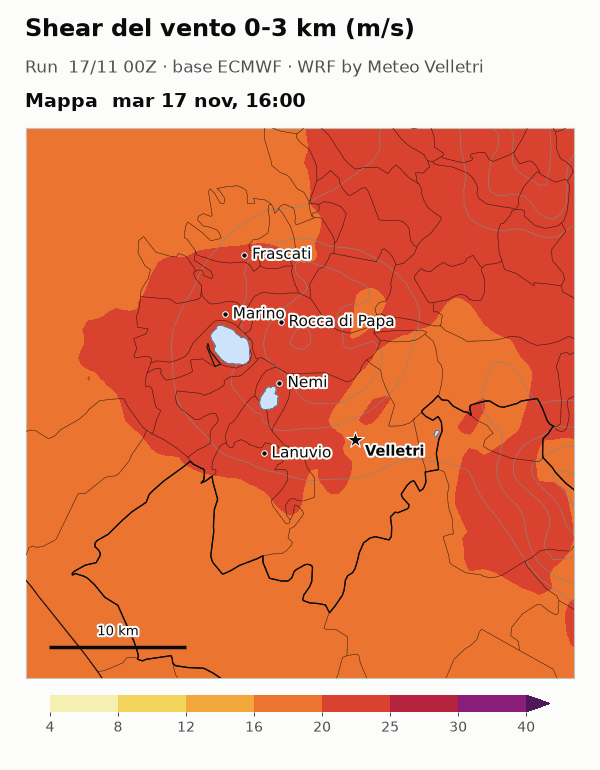 Shear del vento 0-3 km (m/s)
Run 17/11 00Z · base ECMWF · WRF by Meteo Velletri
Mappa mar 17 nov, 16:00
Frascati
Marino
Rocca di Papa
Nemi
Velletri
Lanuvio
10 km
4 8 12 16 20 25 30 40